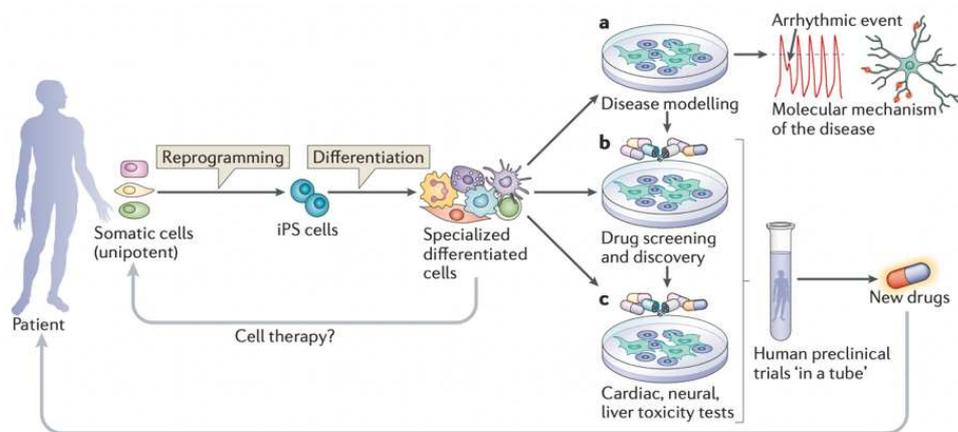 a
Arrhythmic event
Disease modelling
Molecular mechanism
of the disease
Reprogramming
Differentiation
b
Somatic cells
(unipotent)
iPS cells
Specialized
differentiated
cells
Drug screening
and discovery
c
New drugs
Patient
Cell therapy?
Human preclinical
trials ‘in a tube’
Cardiac, neural,
liver toxicity tests